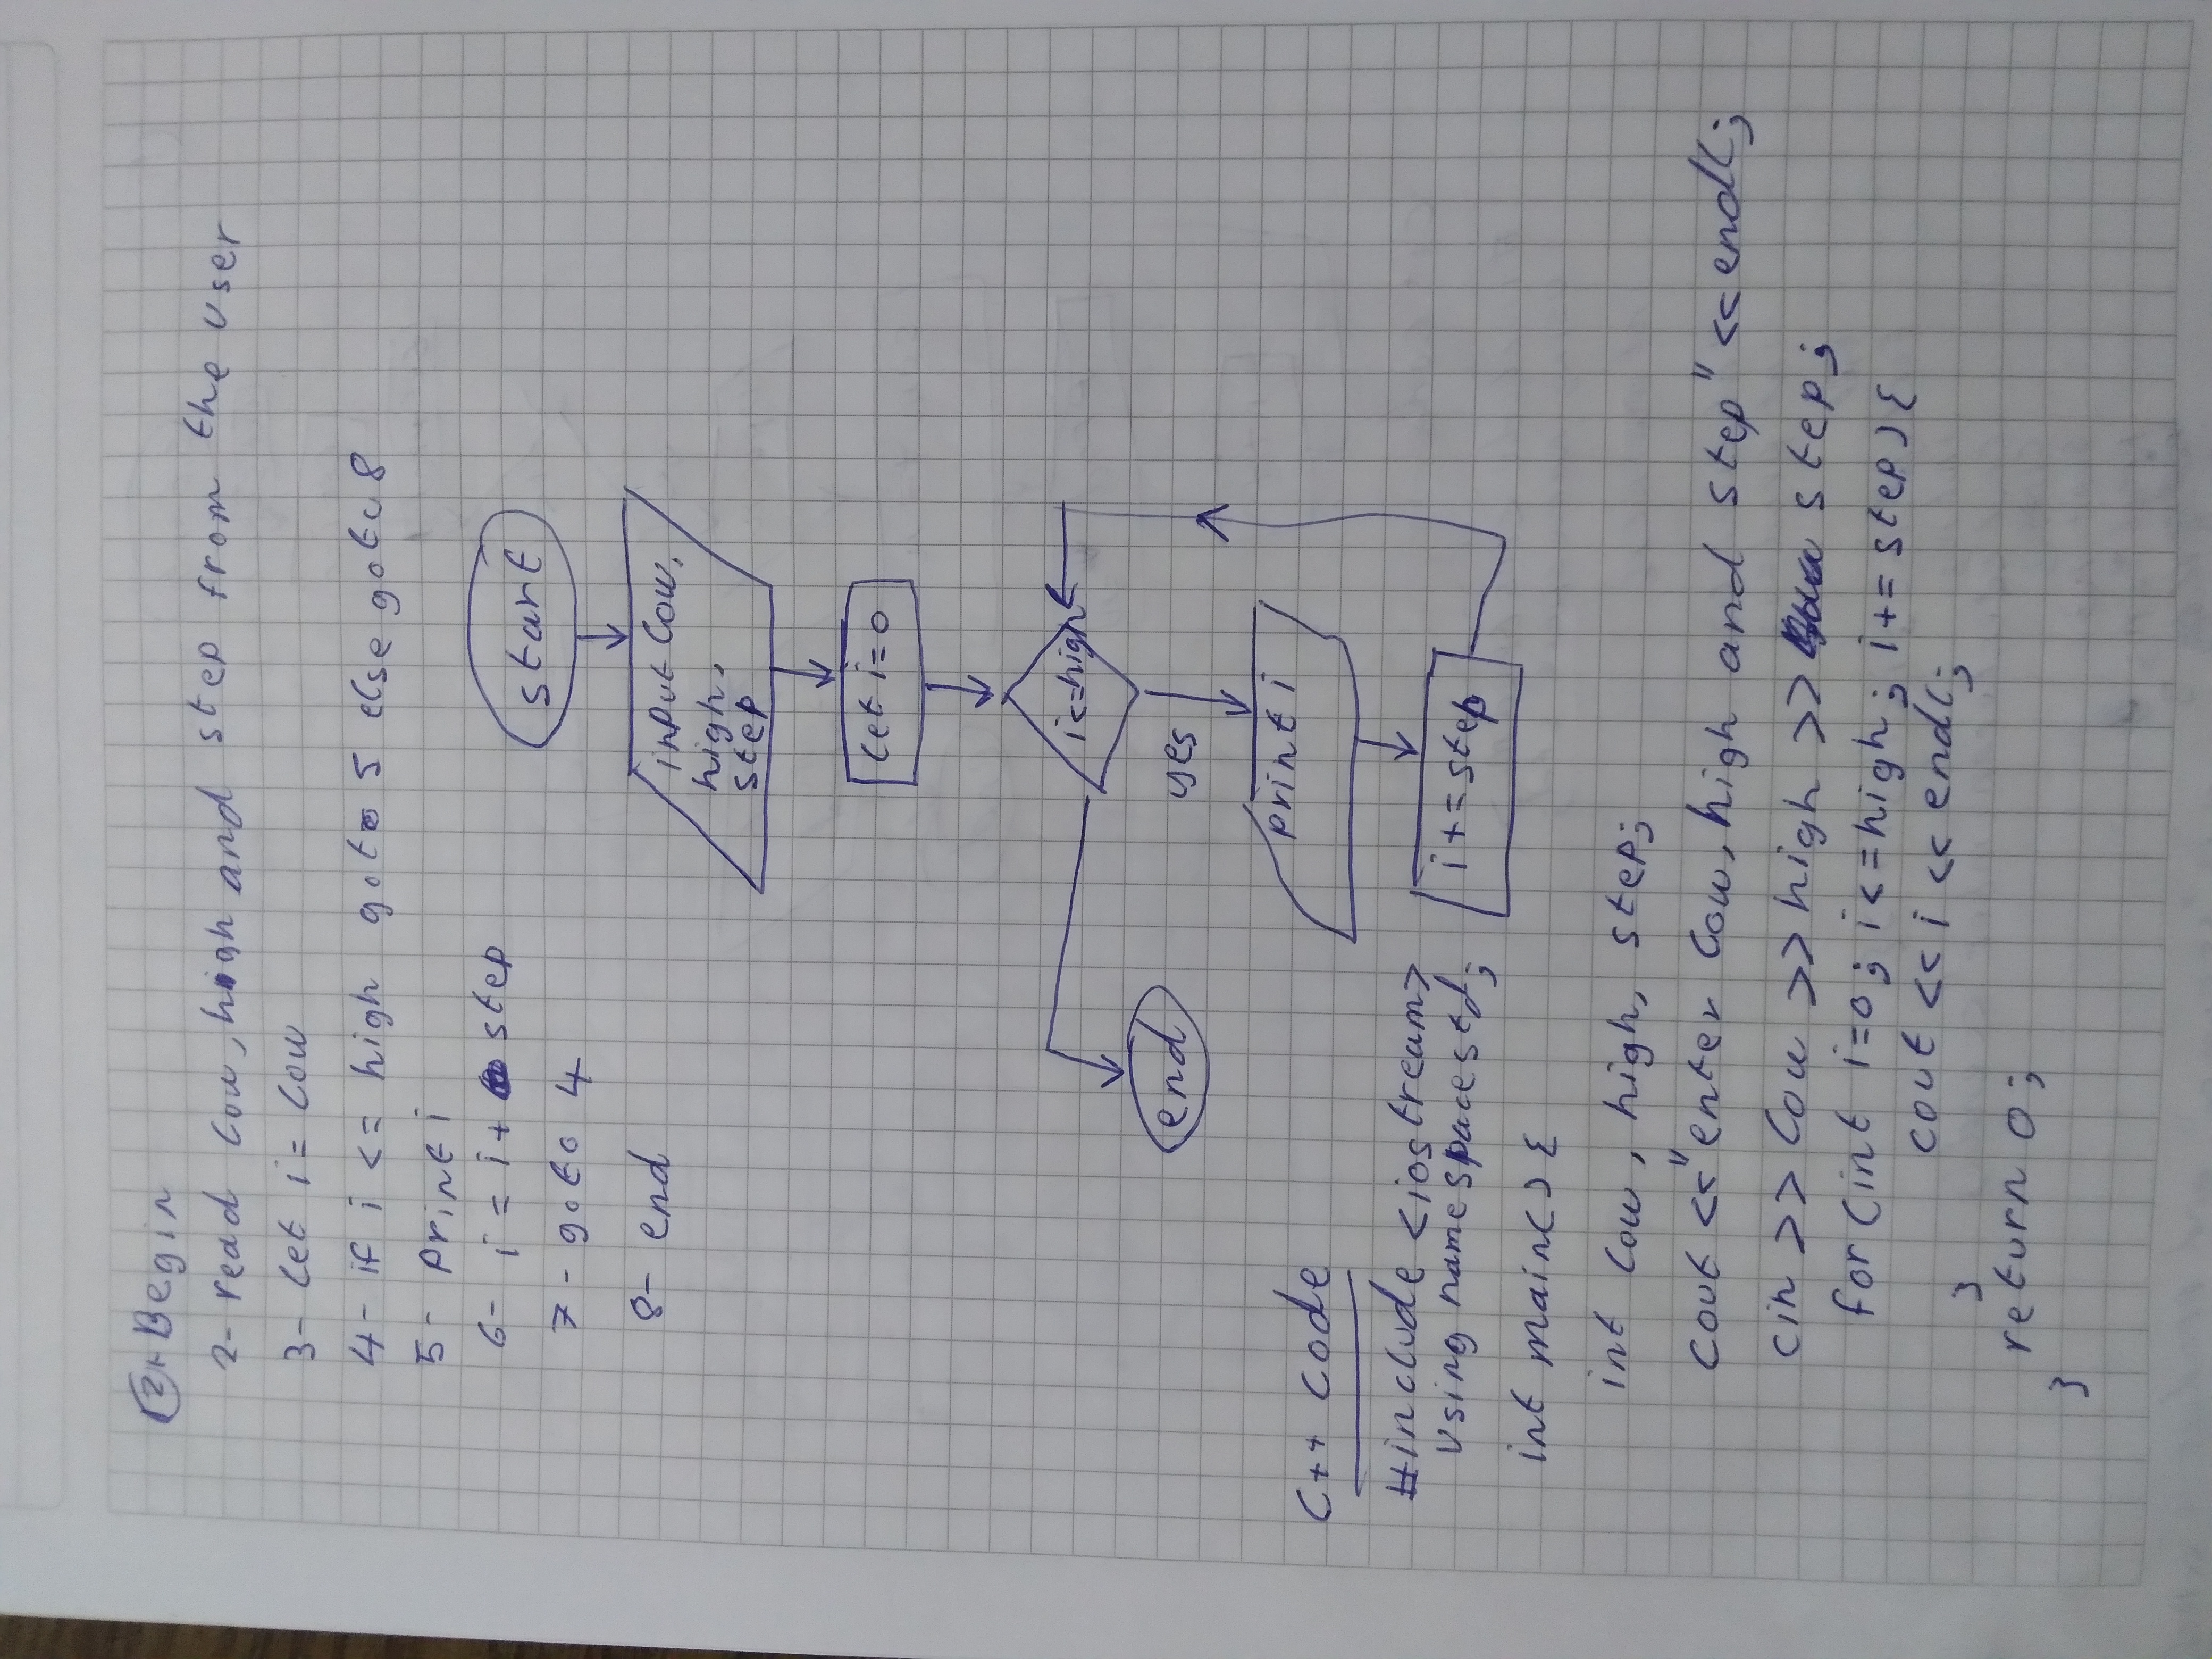 2- Begin
2- read low, high and step from the user
3- let i = low
4- if i <= high goto 5 else goto 8
5- print i
6- i = i + step
7- goto 4
8- end
start
input low,
high,
step
let i=0
i<=high
end
yes
print i
i+=step
C++ code
#include <iostream>
using namespace std;
int main() {
int low, high, step;
cout <<"enter low, high and step" <<endl;
cin >> low >> high >> step;
for (int i=0; i<=high; i+= step) {
cout << i << endl;
}
return 0;
}